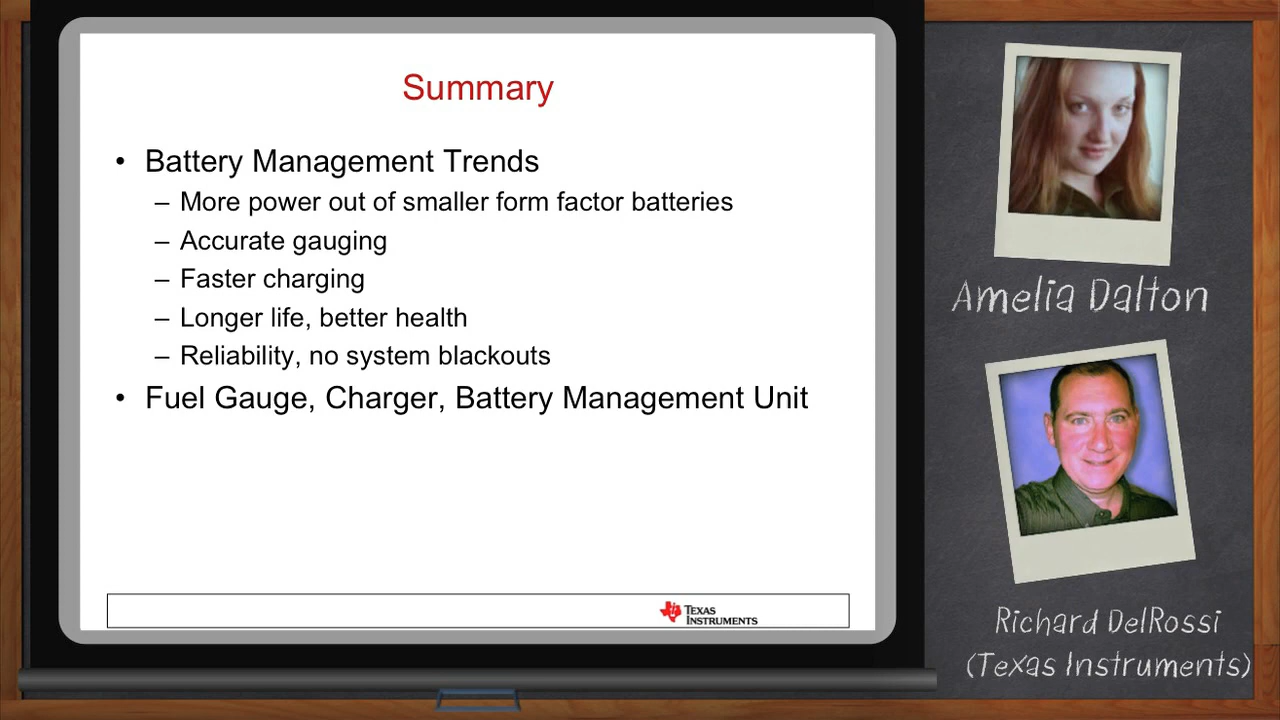 Summary
• Battery Management Trends
– More power out of smaller form factor batteries
– Accurate gauging
– Faster charging
– Longer life, better health
– Reliability, no system blackouts
• Fuel Gauge, Charger, Battery Management Unit
TEXAS
INSTRUMENTS
Amelia Dalton
Richard DelRossi
(Texas Instruments)